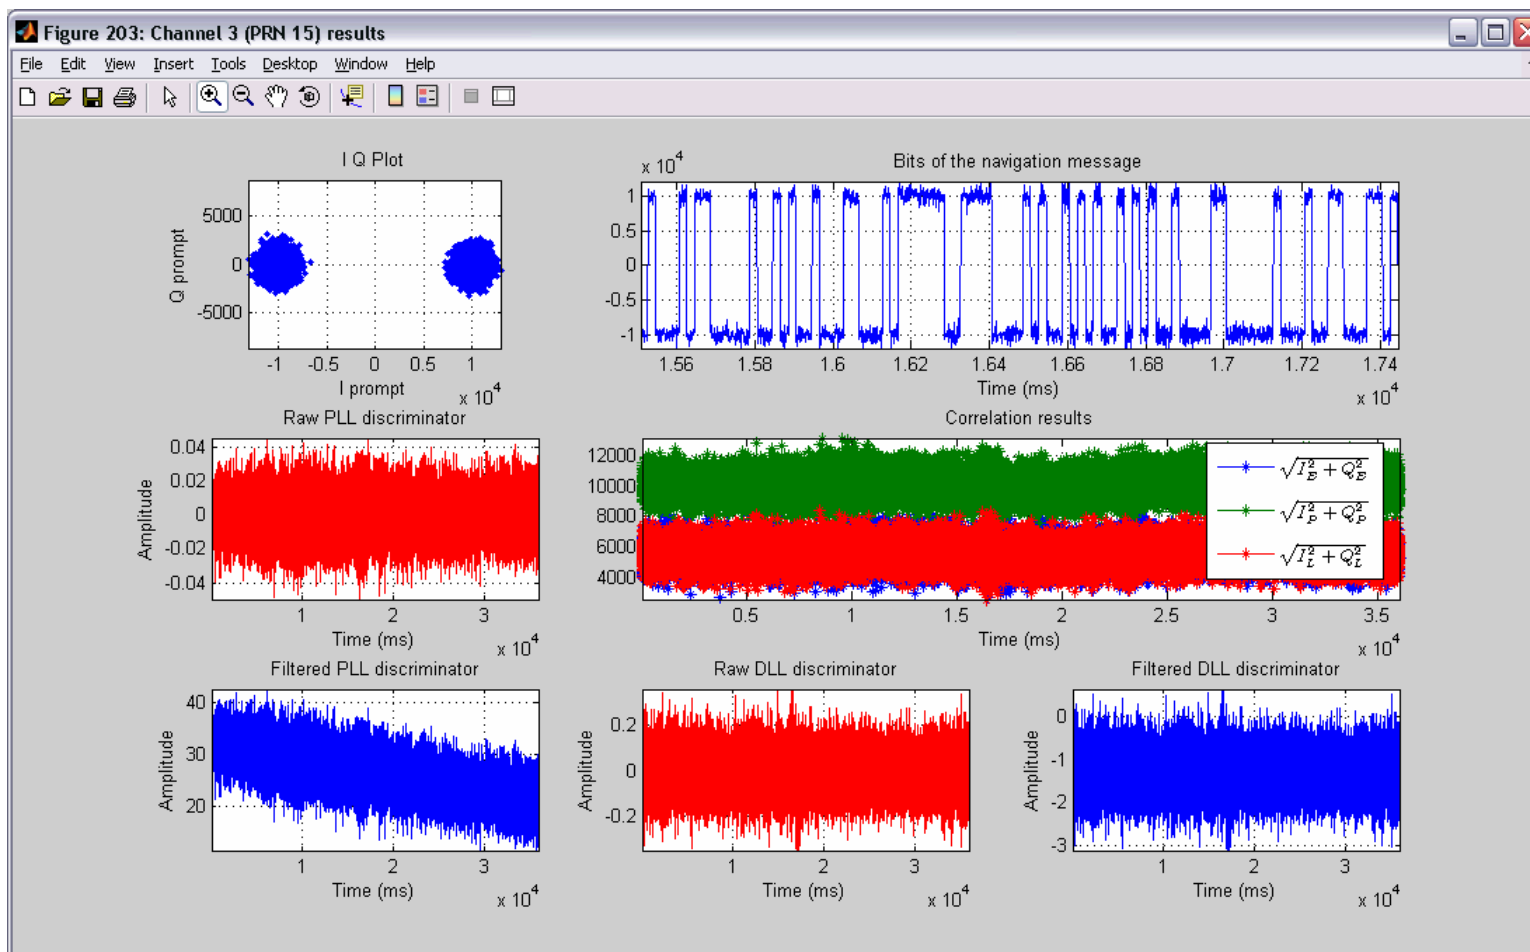 Figure 203: Channel 3 (PRN 15) results
File Edit View Insert Tools Desktop Window Help
I Q Plot
5000
0
-5000
Q prompt
-1 -0.5 0 0.5 1
I prompt
x 10^4
Bits of the navigation message
x 10^4
1
0.5
0
-0.5
-1
1.56 1.58 1.6 1.62 1.64 1.66 1.68 1.7 1.72 1.74
Time (ms)
x 10^4
Raw PLL discriminator
0.04
0.02
0
-0.02
-0.04
Amplitude
1 2 3
Time (ms)
x 10^4
Correlation results
12000
10000
8000
6000
4000
√I_E^2 + Q_E^2
√I_P^2 + Q_P^2
√I_L^2 + Q_L^2
0.5 1 1.5 2 2.5 3 3.5
Time (ms)
x 10^4
Filtered PLL discriminator
40
30
20
Amplitude
1 2 3
Time (ms)
x 10^4
Raw DLL discriminator
0.2
0
-0.2
Amplitude
1 2 3
Time (ms)
x 10^4
Filtered DLL discriminator
0
-1
-2
-3
Amplitude
1 2 3
Time (ms)
x 10^4